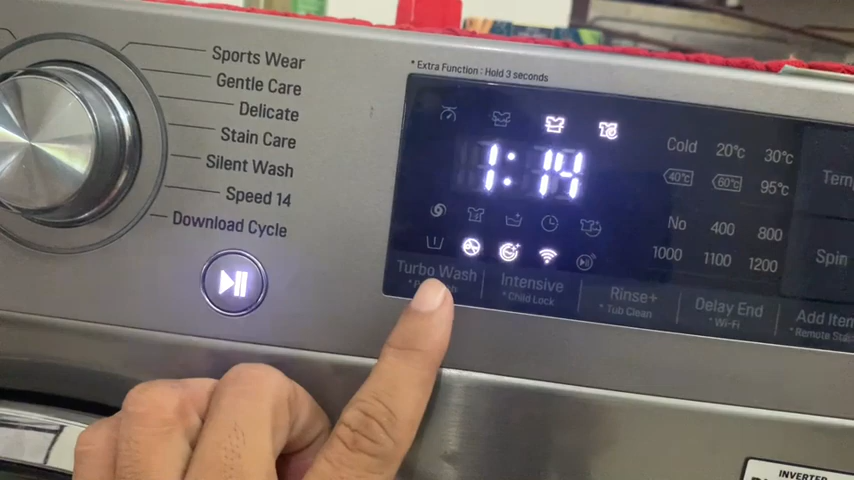 Sports Wear
Gentle Care
Delicate
Stain Care
Silent Wash
Speed 14
Download Cycle
* Extra Function : Hold 3 seconds
1:14
Cold 20°c 30°c
40°c 60°c 95°c
No 400 800
1000 1100 1200
Turbo Wash
Intensive
* Child Lock
Rinse+
* Tub Clean
Delay End
* Wi-Fi
Add Item
* Remote
Spin
INVERTER